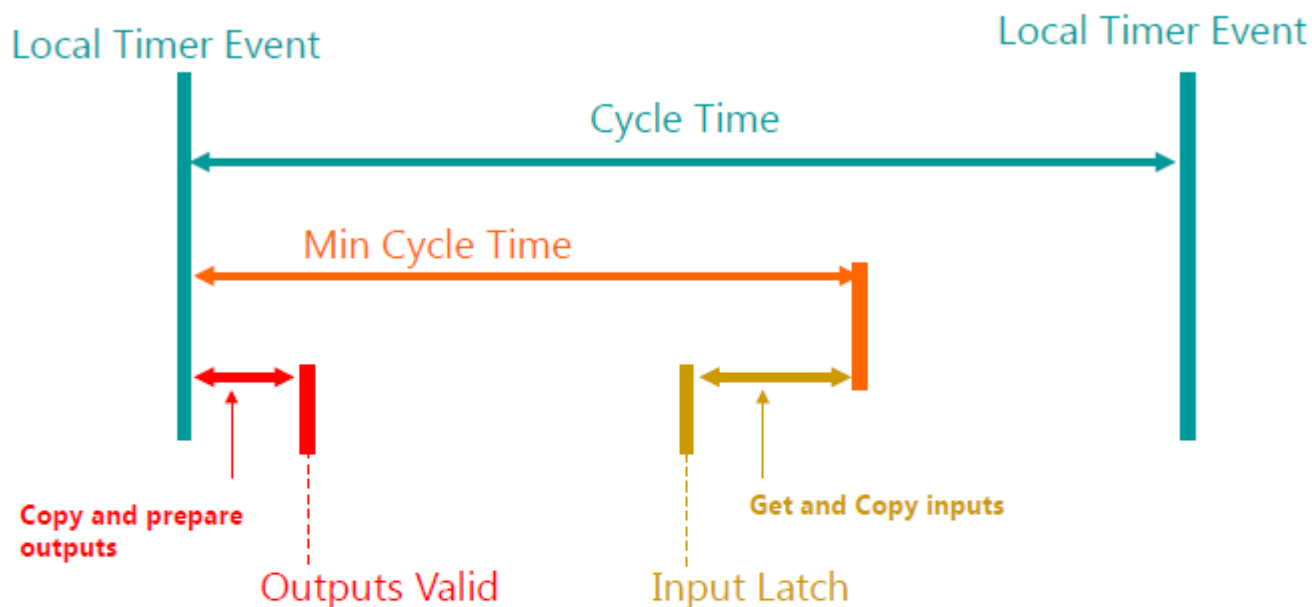 Local Timer Event
Local Timer Event
Cycle Time
Min Cycle Time
Copy and prepare
outputs
Get and Copy inputs
Outputs Valid
Input Latch